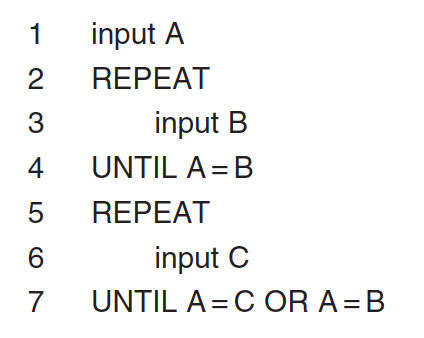 1 input A
2 REPEAT
3 input B
4 UNTIL A=B
5 REPEAT
6 input C
7 UNTIL A=C OR A=B